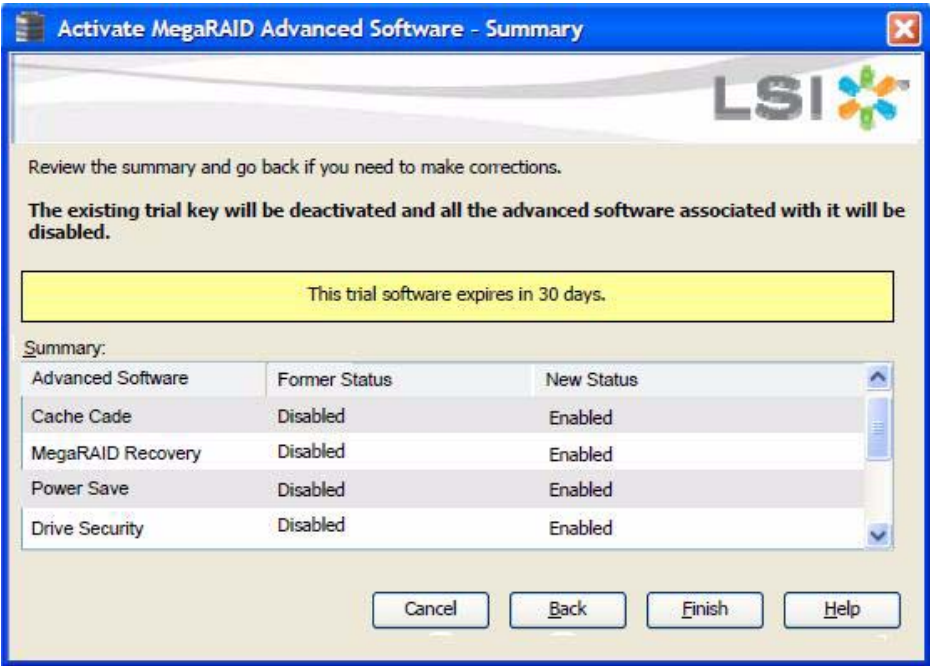 Activate MegaRAID Advanced Software - Summary
LSI
Review the summary and go back if you need to make corrections.
The existing trial key will be deactivated and all the advanced software associated with it will be
disabled.
This trial software expires in 30 days.
Summary:
Advanced Software Former Status New Status
Cache Cade Disabled Enabled
MegaRAID Recovery Disabled Enabled
Power Save Disabled Enabled
Drive Security Disabled Enabled
Cancel Back Finish Help